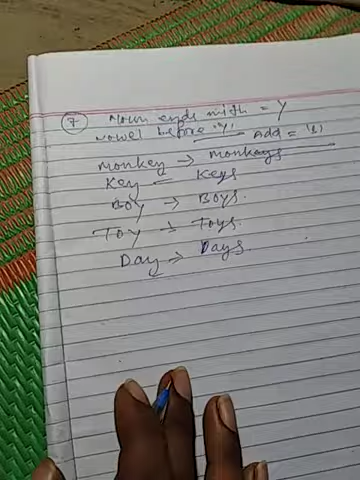 7 Noun ends with = Y
vowel before 'Y' Add = 's'
Monkey → Monkeys
Key — Keys
Boy → Boys.
Toy → Toys.
Day → Days